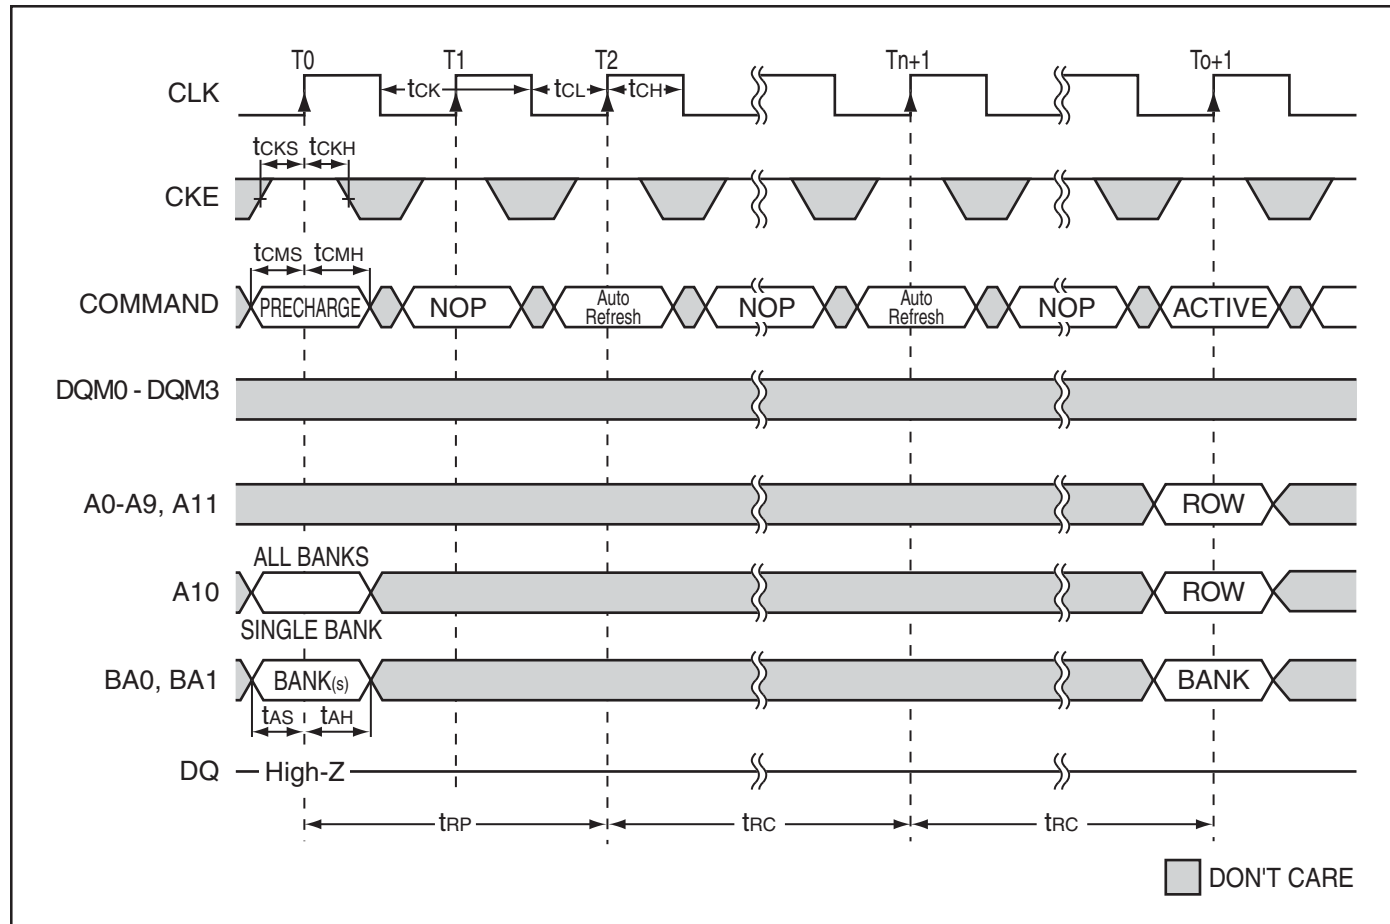 T0 T1 T2 Tn+1 To+1
CLK tCK tCL tCH
tCKS tCKH
CKE
tCMS tCMH
COMMAND PRECHARGE NOP Auto Refresh NOP Auto Refresh NOP ACTIVE
DQM0 - DQM3
A0-A9, A11 ROW
ALL BANKS
A10 ROW
SINGLE BANK
BA0, BA1 BANK(s) BANK
tAS tAH
DQ High-Z
tRP tRC tRC
DON'T CARE